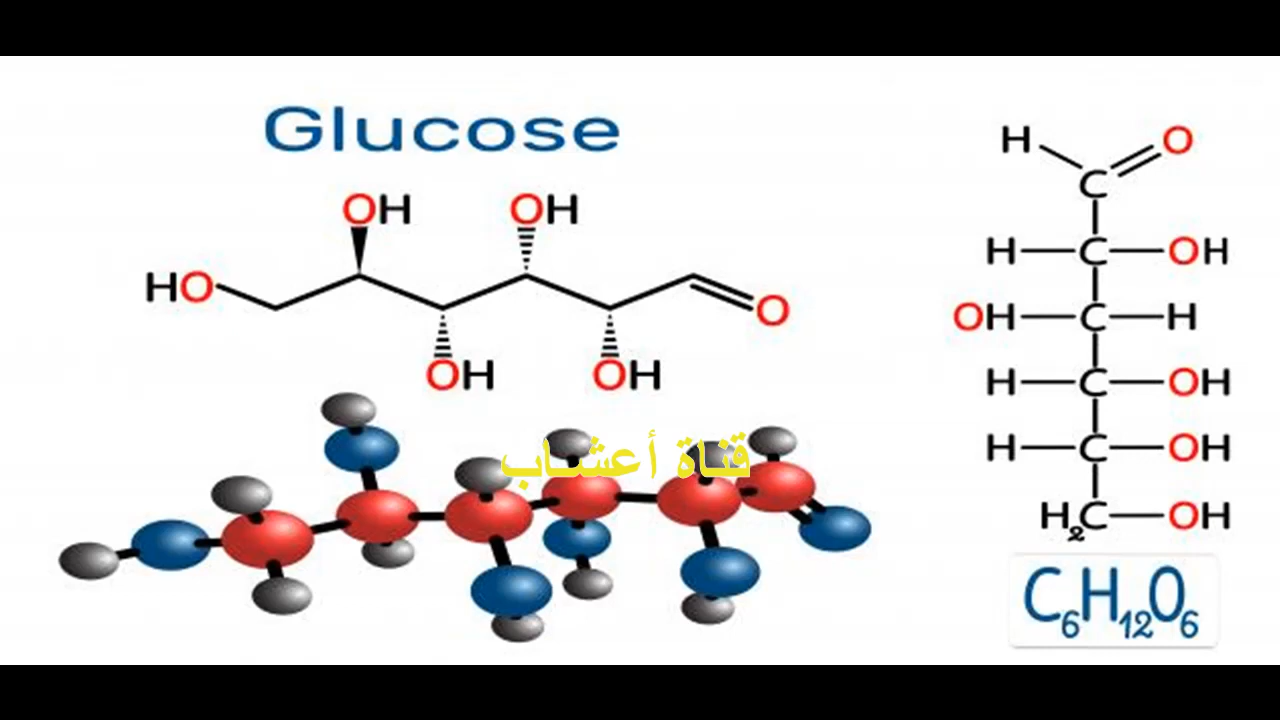 Glucose
OH OH
HO O
OH OH
قناة أعشاب
H O
C
H C OH
OH C H
H C OH
H C OH
H₂C OH
C₆H₁₂O₆